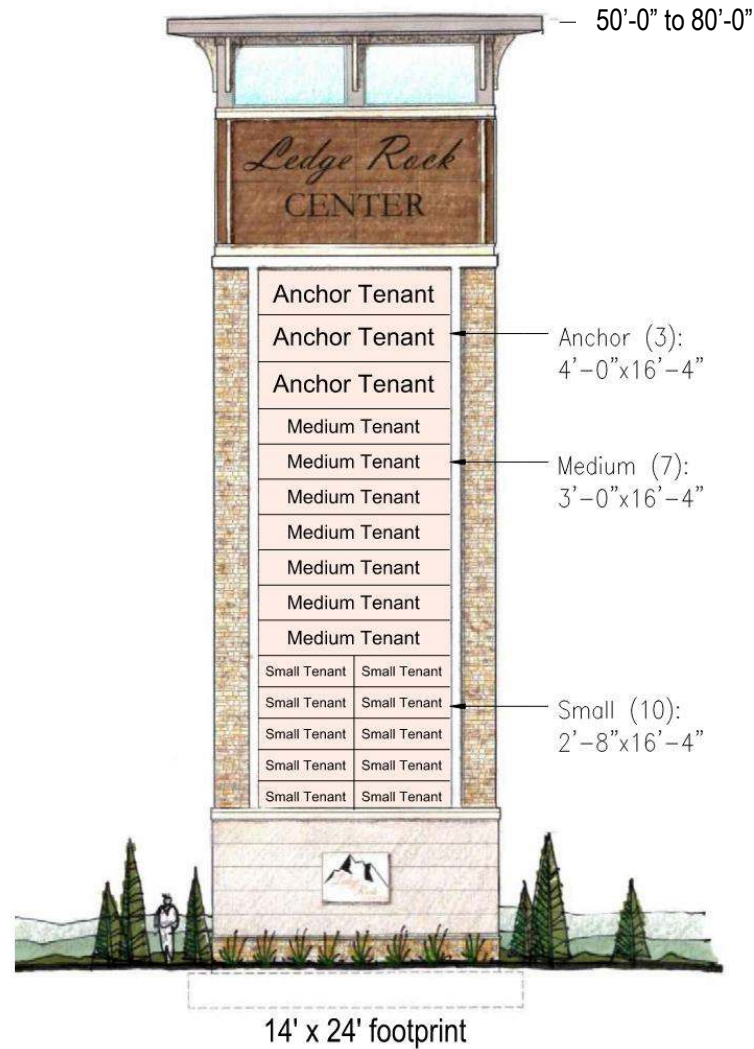 50'-0" to 80'-0"
Ledge Rock
CENTER
Anchor Tenant
Anchor Tenant
Anchor Tenant
Anchor (3):
4'-0"x16'-4"
Medium Tenant
Medium Tenant
Medium (7):
3'-0"x16'-4"
Medium Tenant
Medium Tenant
Medium Tenant
Medium Tenant
Medium Tenant
Small Tenant Small Tenant
Small Tenant Small Tenant
Small (10):
2'-8"x16'-4"
Small Tenant Small Tenant
Small Tenant Small Tenant
Small Tenant Small Tenant
14' x 24' footprint